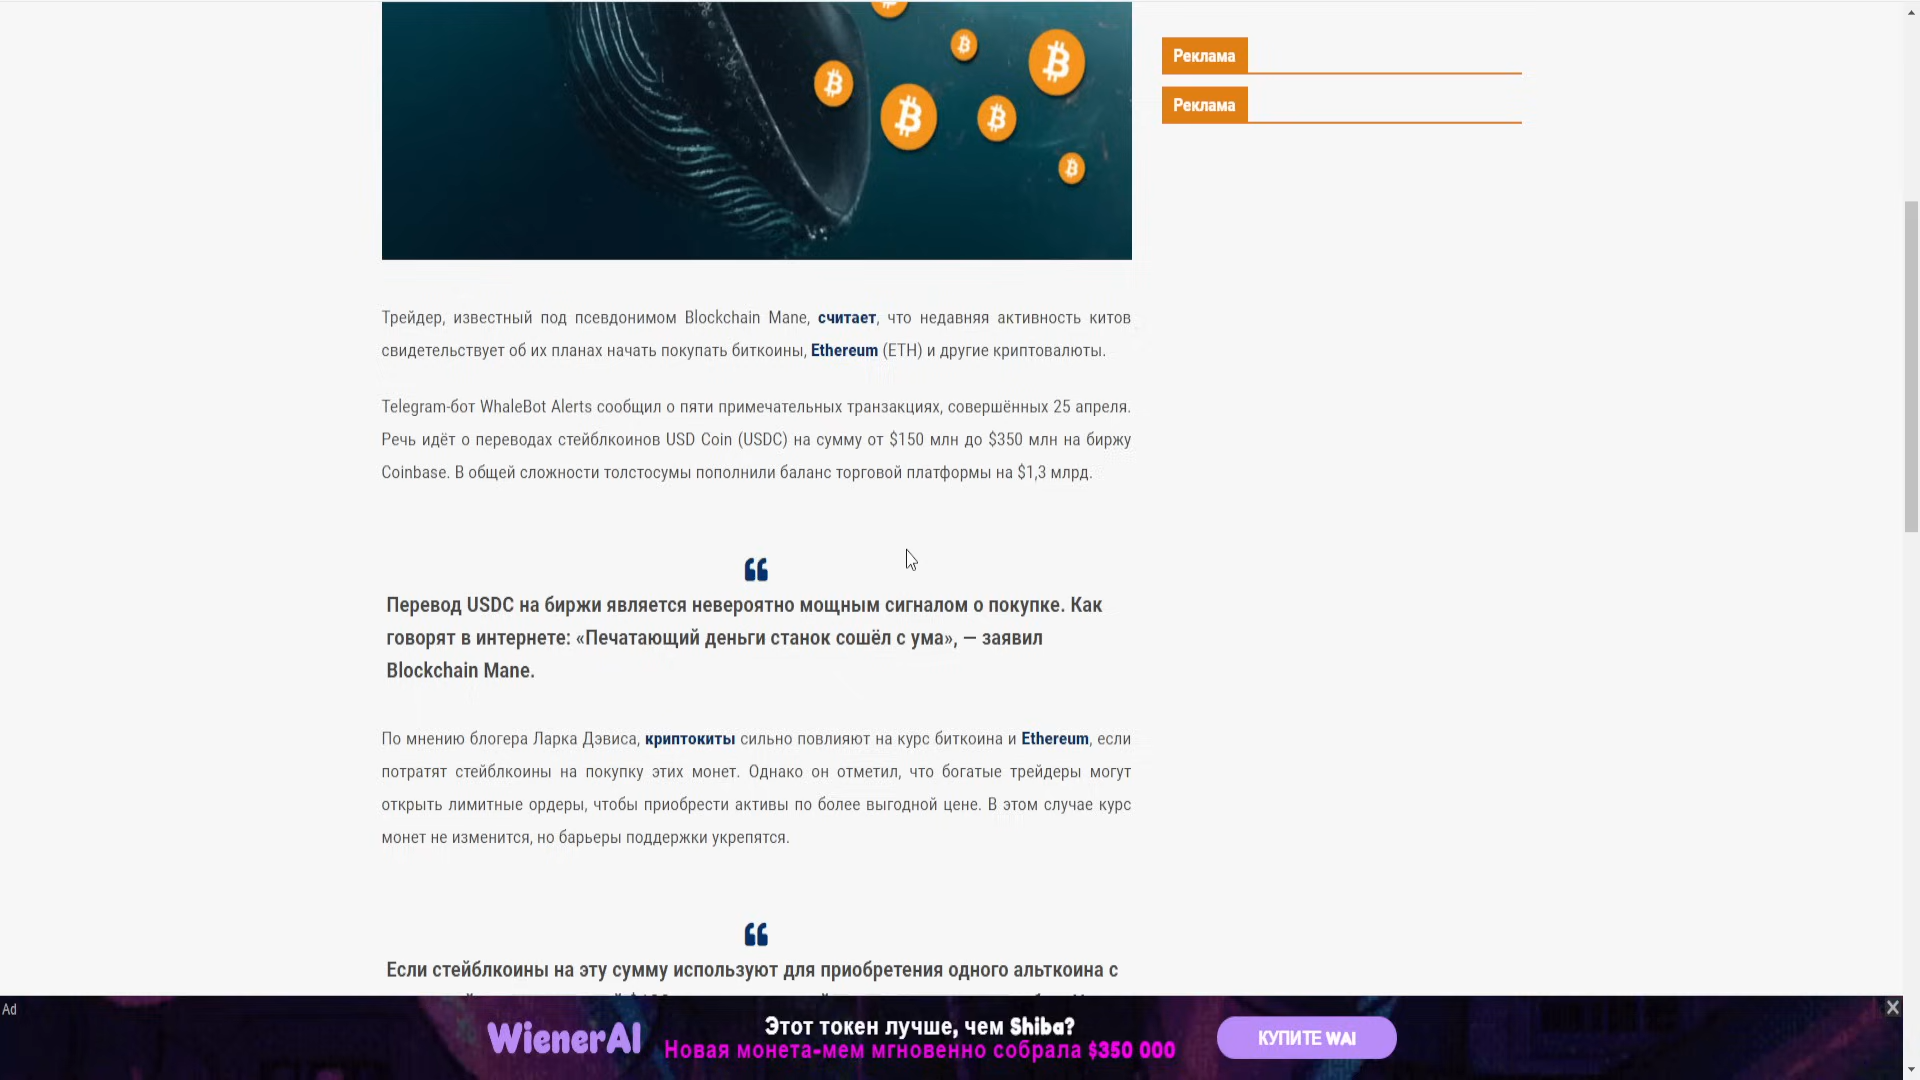 Реклама
Реклама
Трейдер, известный под псевдонимом Blockchain Mane, считает, что недавняя активность китов
свидетельствует об их планах начать покупать биткоины, Ethereum (ETH) и другие криптовалюты.
Telegram-бот WhaleBot Alerts сообщил о пяти примечательных транзакциях, совершённых 25 апреля.
Речь идёт о переводах стейблкоинов USD Coin (USDC) на сумму от $150 млн до $350 млн на биржу
Coinbase. В общей сложности толстосумы пополнили баланс торговой платформы на $1,3 млрд.
Перевод USDC на биржи является невероятно мощным сигналом о покупке. Как
говорят в интернете: «Печатающий деньги станок сошёл с ума», — заявил
Blockchain Mane.
По мнению блогера Ларка Дэвиса, криптокиты сильно повлияют на курс биткоина и Ethereum, если
потратят стейблкоины на покупку этих монет. Однако он отметил, что богатые трейдеры могут
открыть лимитные ордеры, чтобы приобрести активы по более выгодной цене. В этом случае курс
монет не изменится, но барьеры поддержки укрепятся.
Если стейблкоины на эту сумму используют для приобретения одного альткоина с
Ad
WienerAI
Этот токен лучше, чем Shiba?
Новая монета-мем мгновенно собрала $350 000
КУПИТЕ WAI